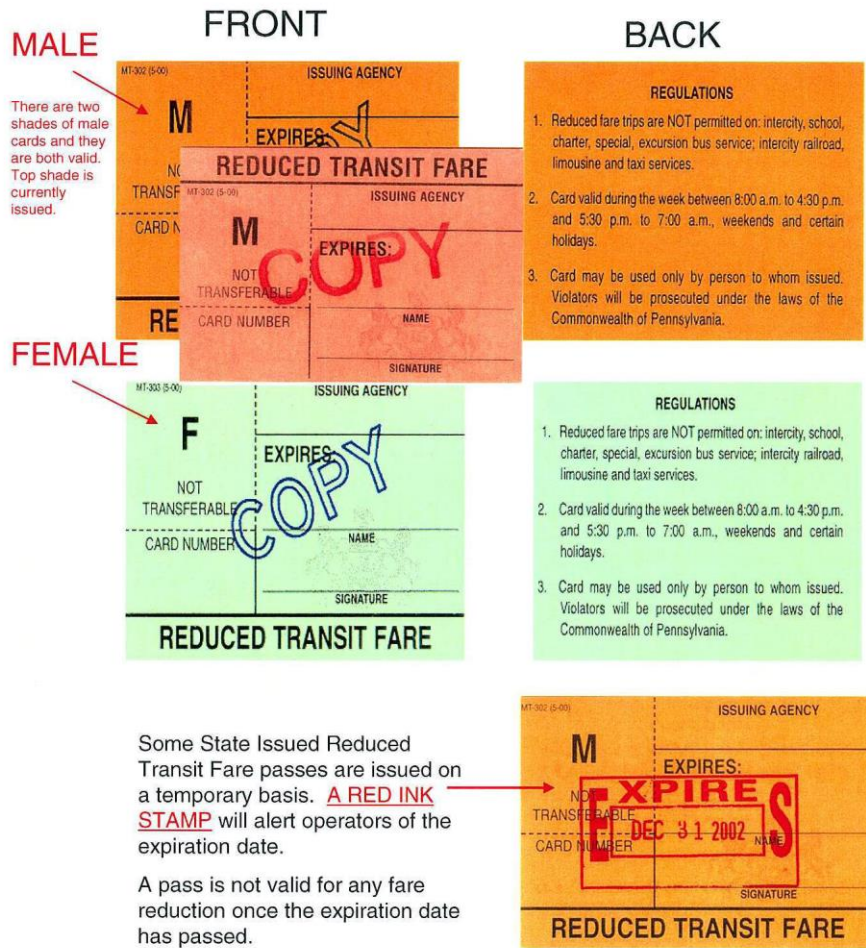 FRONT
BACK
MALE
There are two
shades of male
cards and they
are both valid.
Top shade is
currently
issued.
MT-302 (5-00)
ISSUING AGENCY
M
EXPIRES:
CARD N
RE
REDUCED TRANSIT FARE
MT-302 (5-00)
ISSUING AGENCY
M
EXPIRES:
COPY
NOT
TRANSFERABLE
CARD NUMBER
NAME
SIGNATURE
REGULATIONS
1. Reduced fare trips are NOT permitted on: intercity, school,
charter, special, excursion bus service; intercity railroad,
limousine and taxi services.
2. Card valid during the week between 8:00 a.m. to 4:30 p.m.
and 5:30 p.m. to 7:00 a.m., weekends and certain
holidays.
3. Card may be used only by person to whom issued.
Violators will be prosecuted under the laws of the
Commonwealth of Pennsylvania.
FEMALE
MT-303 (5-00)
ISSUING AGENCY
F
EXPIRES:
COPY
NOT
TRANSFERABLE
CARD NUMBER
NAME
SIGNATURE
REDUCED TRANSIT FARE
REGULATIONS
1. Reduced fare trips are NOT permitted on: intercity, school,
charter, special, excursion bus service; intercity railroad,
limousine and taxi services.
2. Card valid during the week between 8:00 a.m. to 4:30 p.m.
and 5:30 p.m. to 7:00 a.m., weekends and certain
holidays.
3. Card may be used only by person to whom issued.
Violators will be prosecuted under the laws of the
Commonwealth of Pennsylvania.
Some State Issued Reduced
Transit Fare passes are issued on
a temporary basis. A RED INK
STAMP will alert operators of the
expiration date.
A pass is not valid for any fare
reduction once the expiration date
has passed.
MT-302 (5-00)
ISSUING AGENCY
M
EXPIRES:
EXPIRES
NOT
TRANSFERABLE
DEC 31 2002
CARD NUMBER
NAME
SIGNATURE
REDUCED TRANSIT FARE